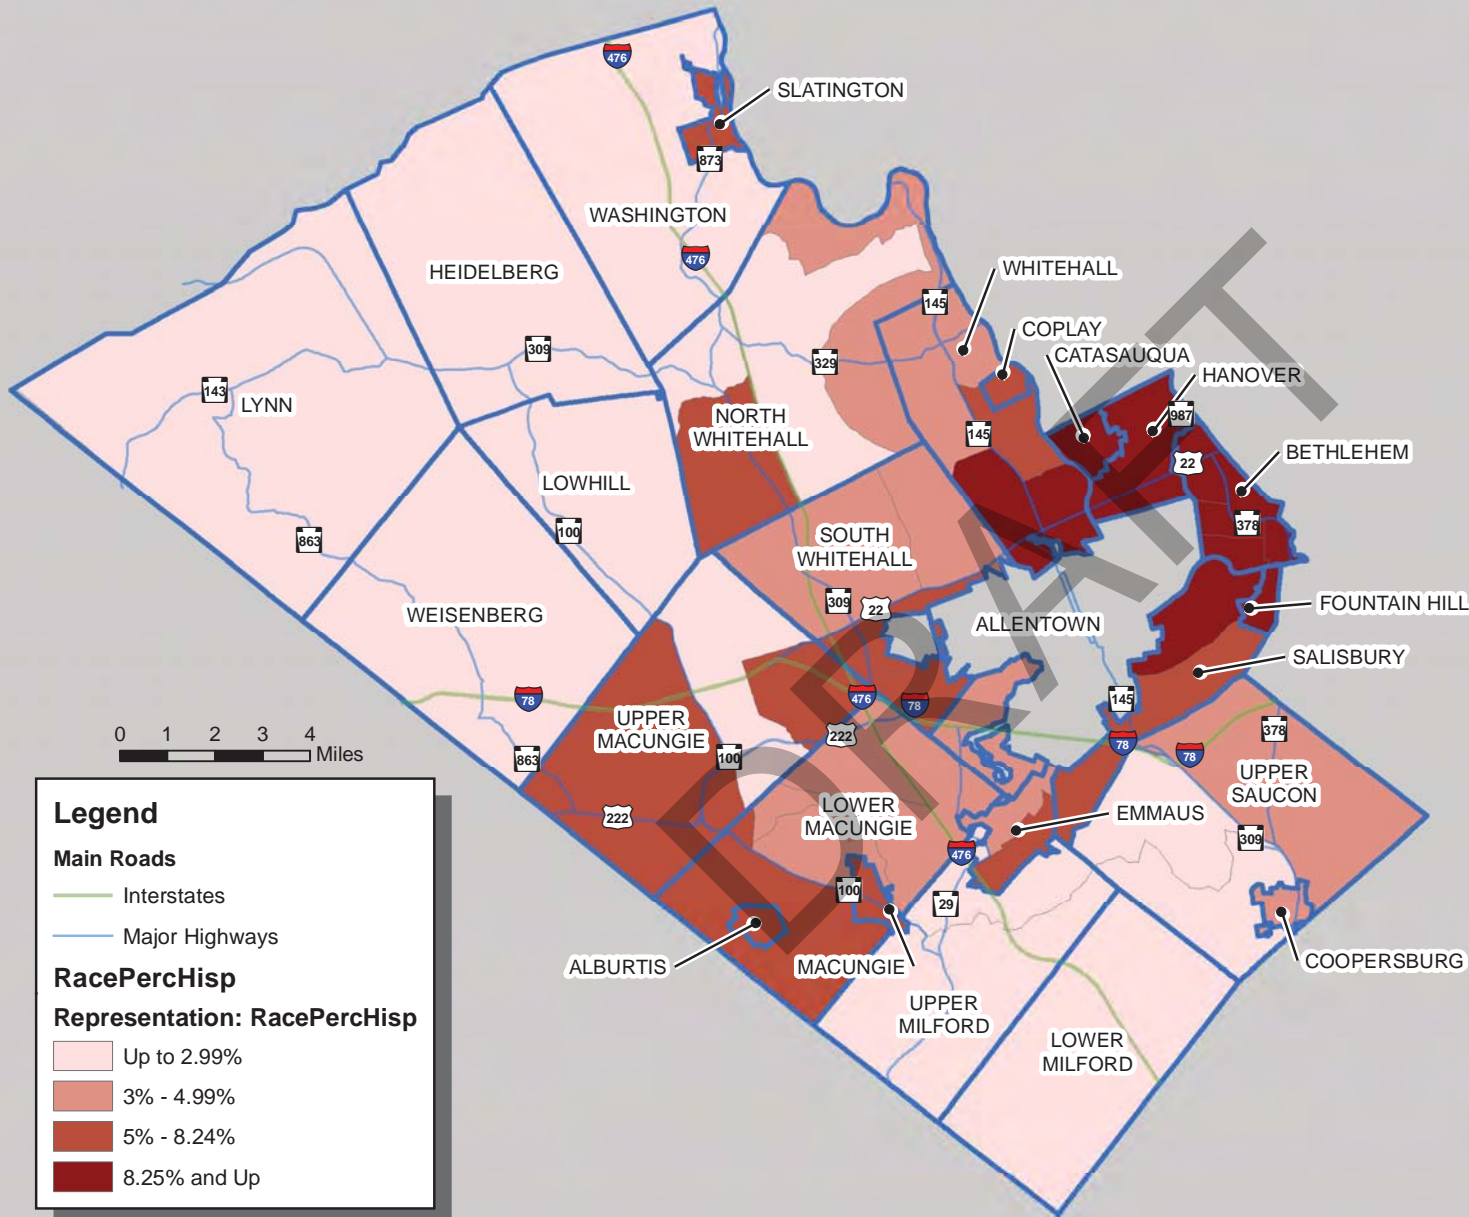 476
SLATINGTON
873
WASHINGTON
476
HEIDELBERG
WHITEHALL
145
COPLAY
CATASAUQUA
HANOVER
309
329
143
LYNN
987
NORTH
WHITEHALL
145
BETHLEHEM
22
LOWHILL
378
100
863
SOUTH
WHITEHALL
309
22
FOUNTAIN HILL
WEISENBERG
ALLENTOWN
SALISBURY
78
476
78
145
UPPER
MACUNGIE
222
78
78
378
863
100
0 1 2 3 4
Miles
UPPER
SAUCON
222
LOWER
MACUNGIE
EMMAUS
309
476
100
29
ALBURTIS
MACUNGIE
COOPERSBURG
UPPER
MILFORD
LOWER
MILFORD
DRAFT
Legend
Main Roads
Interstates
Major Highways
RacePercHisp
Representation: RacePercHisp
Up to 2.99%
3% - 4.99%
5% - 8.24%
8.25% and Up